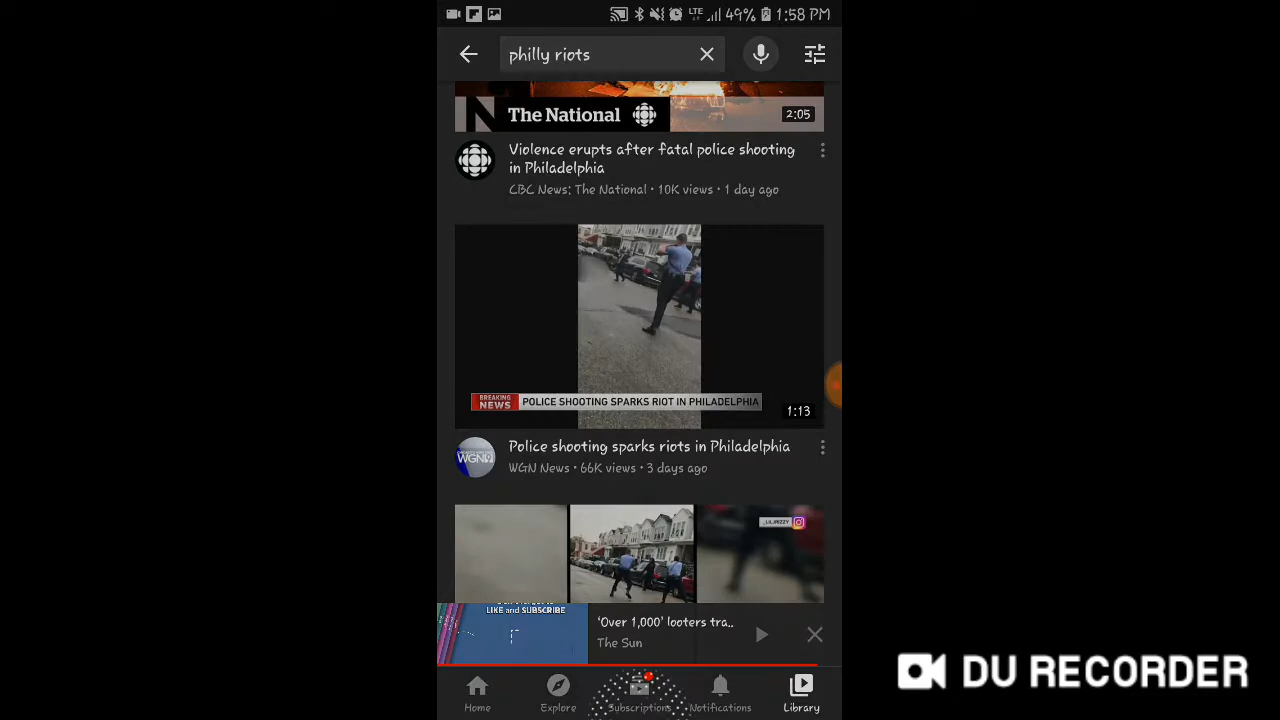 LTE 49% 1:58 PM
philly riots
The National
2:05
Violence erupts after fatal police shooting
in Philadelphia
CBC News: The National • 10K views • 1 day ago
BREAKING
NEWS
POLICE SHOOTING SPARKS RIOT IN PHILADELPHIA
1:13
WGN9
Police shooting sparks riots in Philadelphia
WGN News • 66K views • 3 days ago
LIKE and SUBSCRIBE
'Over 1,000' looters tra..
The Sun
Home
Explore
Subscriptions
Notifications
Library
DU RECORDER